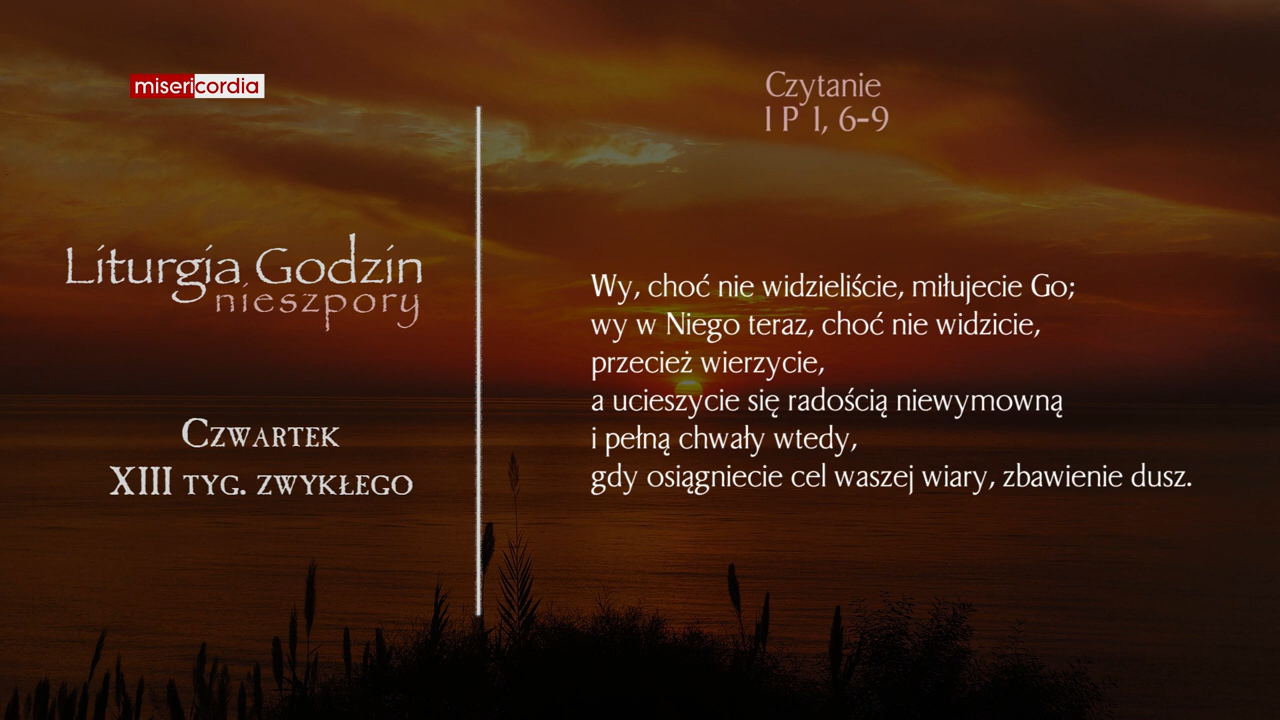 misericordia
Liturgia Godzin
nieszpory
Czwartek
XIII tyg. zwykłego
Czytanie
1 P 1, 6-9
Wy, choć nie widzieliście, miłujecie Go;
wy w Niego teraz, choć nie widzicie,
przecież wierzycie,
a ucieszycie się radością niewymowną
i pełną chwały wtedy,
gdy osiągniecie cel waszej wiary, zbawienie dusz.